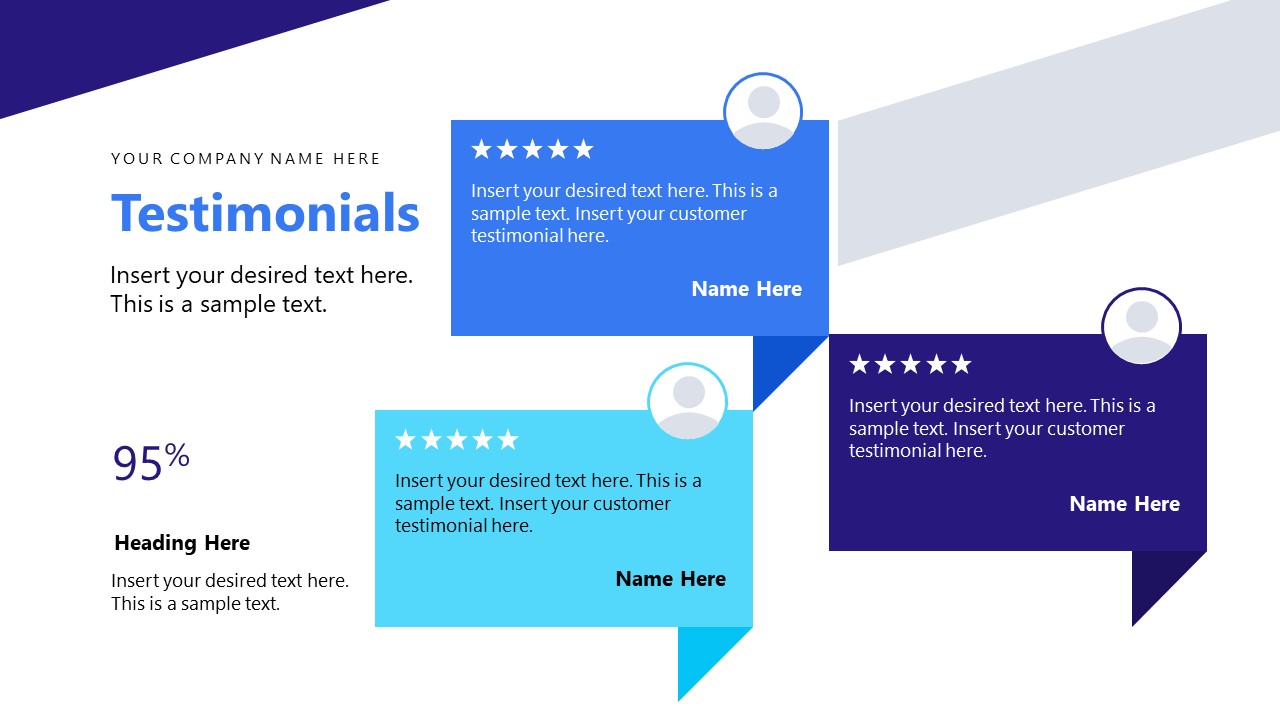 YOUR COMPANY NAME HERE
Testimonials
Insert your desired text here.
This is a sample text.
95%
Heading Here
Insert your desired text here.
This is a sample text.
Insert your desired text here. This is a
sample text. Insert your customer
testimonial here.
Name Here
Insert your desired text here. This is a
sample text. Insert your customer
testimonial here.
Name Here
Insert your desired text here. This is a
sample text. Insert your customer
testimonial here.
Name Here